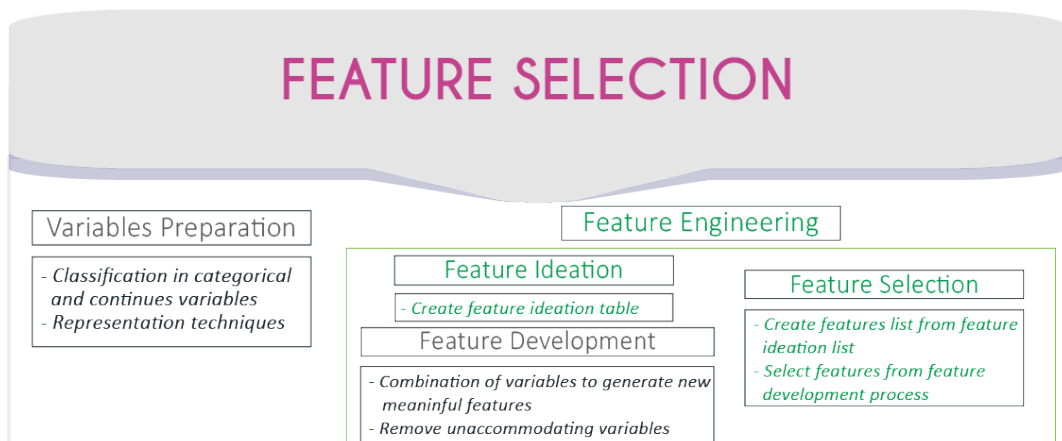 FEATURE SELECTION
Variables Preparation
- Classification in categorical
and continues variables
- Representation techniques
Feature Engineering
Feature Ideation
- Create feature ideation table
Feature Development
- Combination of variables to generate new
meaninful features
- Remove unaccommodating variables
Feature Selection
- Create features list from feature
ideation list
- Select features from feature
development process